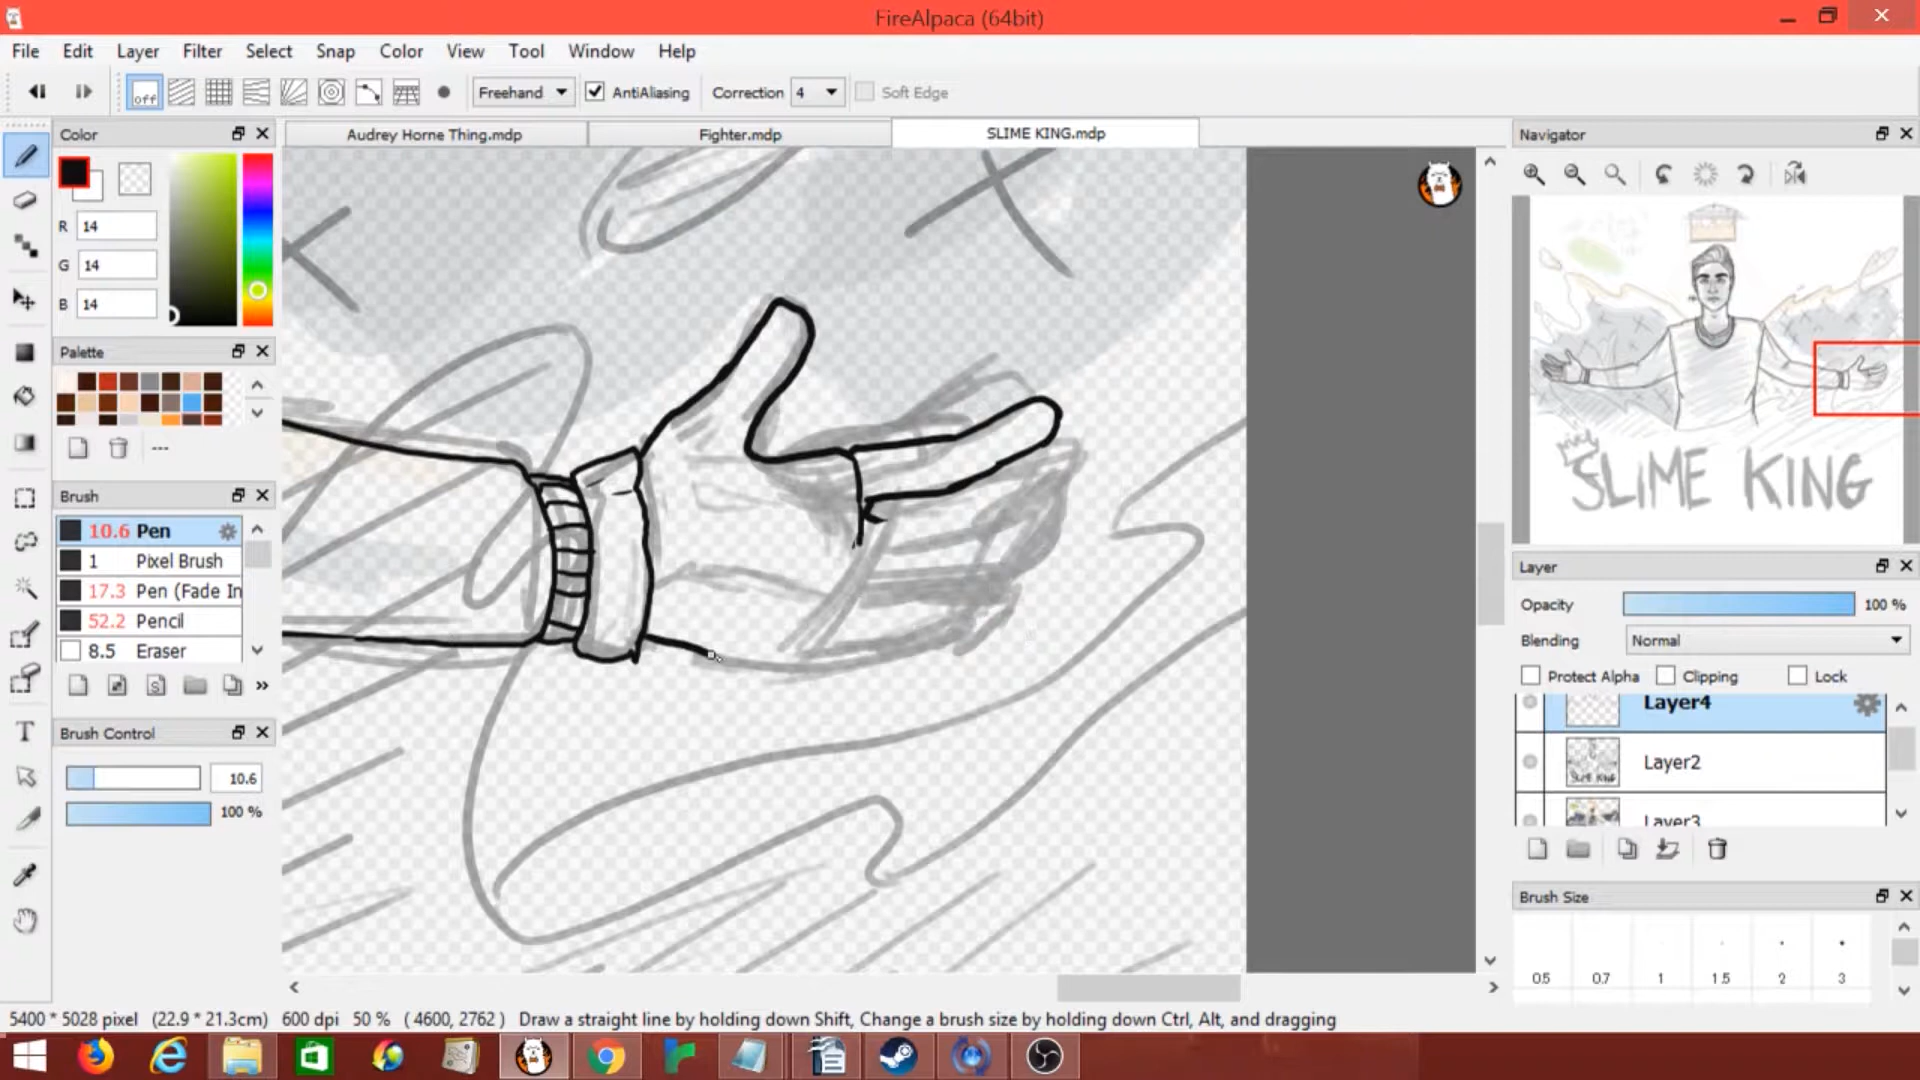 FireAlpaca (64bit)
File Edit Layer Filter Select Snap Color View Tool Window Help
off Freehand AntiAliasing Correction 4 Soft Edge
Color
Audrey Horne Thing.mdp Fighter.mdp SLIME KING.mdp
Navigator
R 14
G 14
B 14
Palette
---
Brush
10.6 Pen
1 Pixel Brush
17.3 Pen (Fade In
52.2 Pencil
8.5 Eraser
Brush Control
10.6
100 %
SLIME KING
Layer
Opacity 100 %
Blending Normal
Protect Alpha Clipping Lock
Layer4
Layer2
Layer3
Brush Size
0.5 0.7 1 1.5 2 3
5400 * 5028 pixel (22.9 * 21.3cm) 600 dpi 50 % ( 4600, 2762 ) Draw a straight line by holding down Shift, Change a brush size by holding down Ctrl, Alt, and dragging